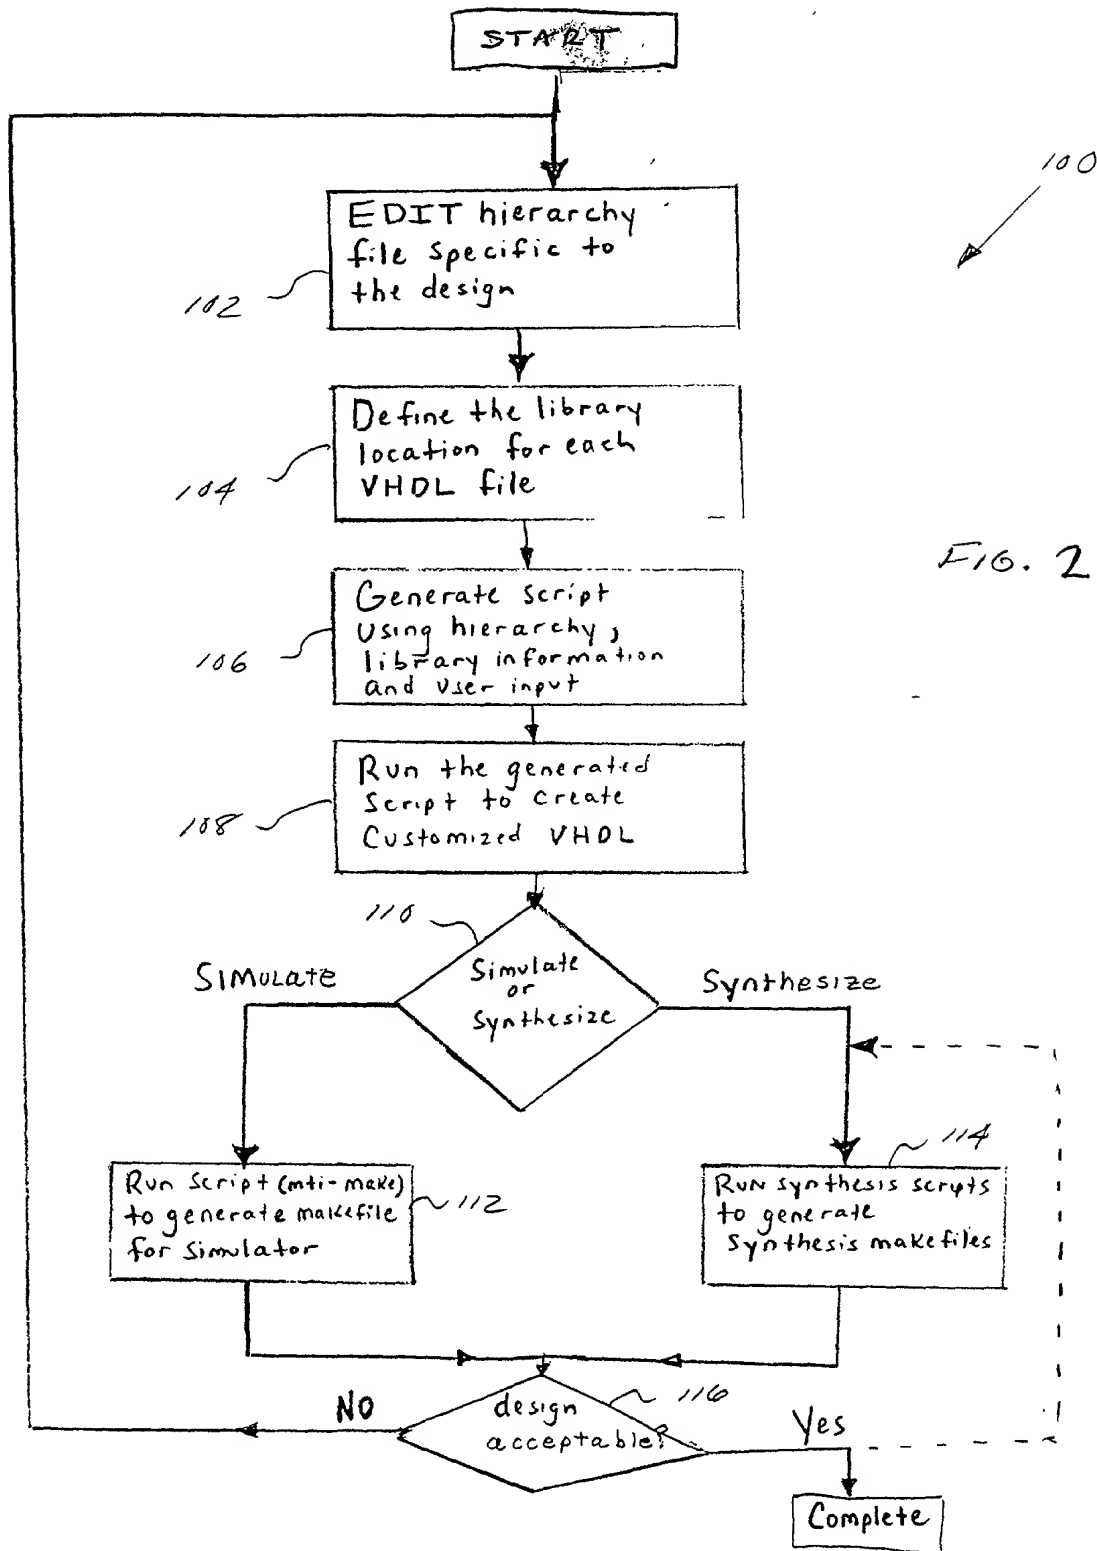 START
100
EDIT hierarchy
file specific to
the design
102
Define the library
location for each
VHDL file
104
FIG. 2
Generate script
using hierarchy,
library information
and user input
106
Run the generated
script to create
Customized VHDL
108
110
Simulate
or
Synthesize
SIMULATE
Synthesize
114
Run Script (mti-make)
to generate makefile
for simulator
112
RUN synthesis scripts
to generate
synthesis makefiles
116
design
acceptable?
NO
Yes
Complete